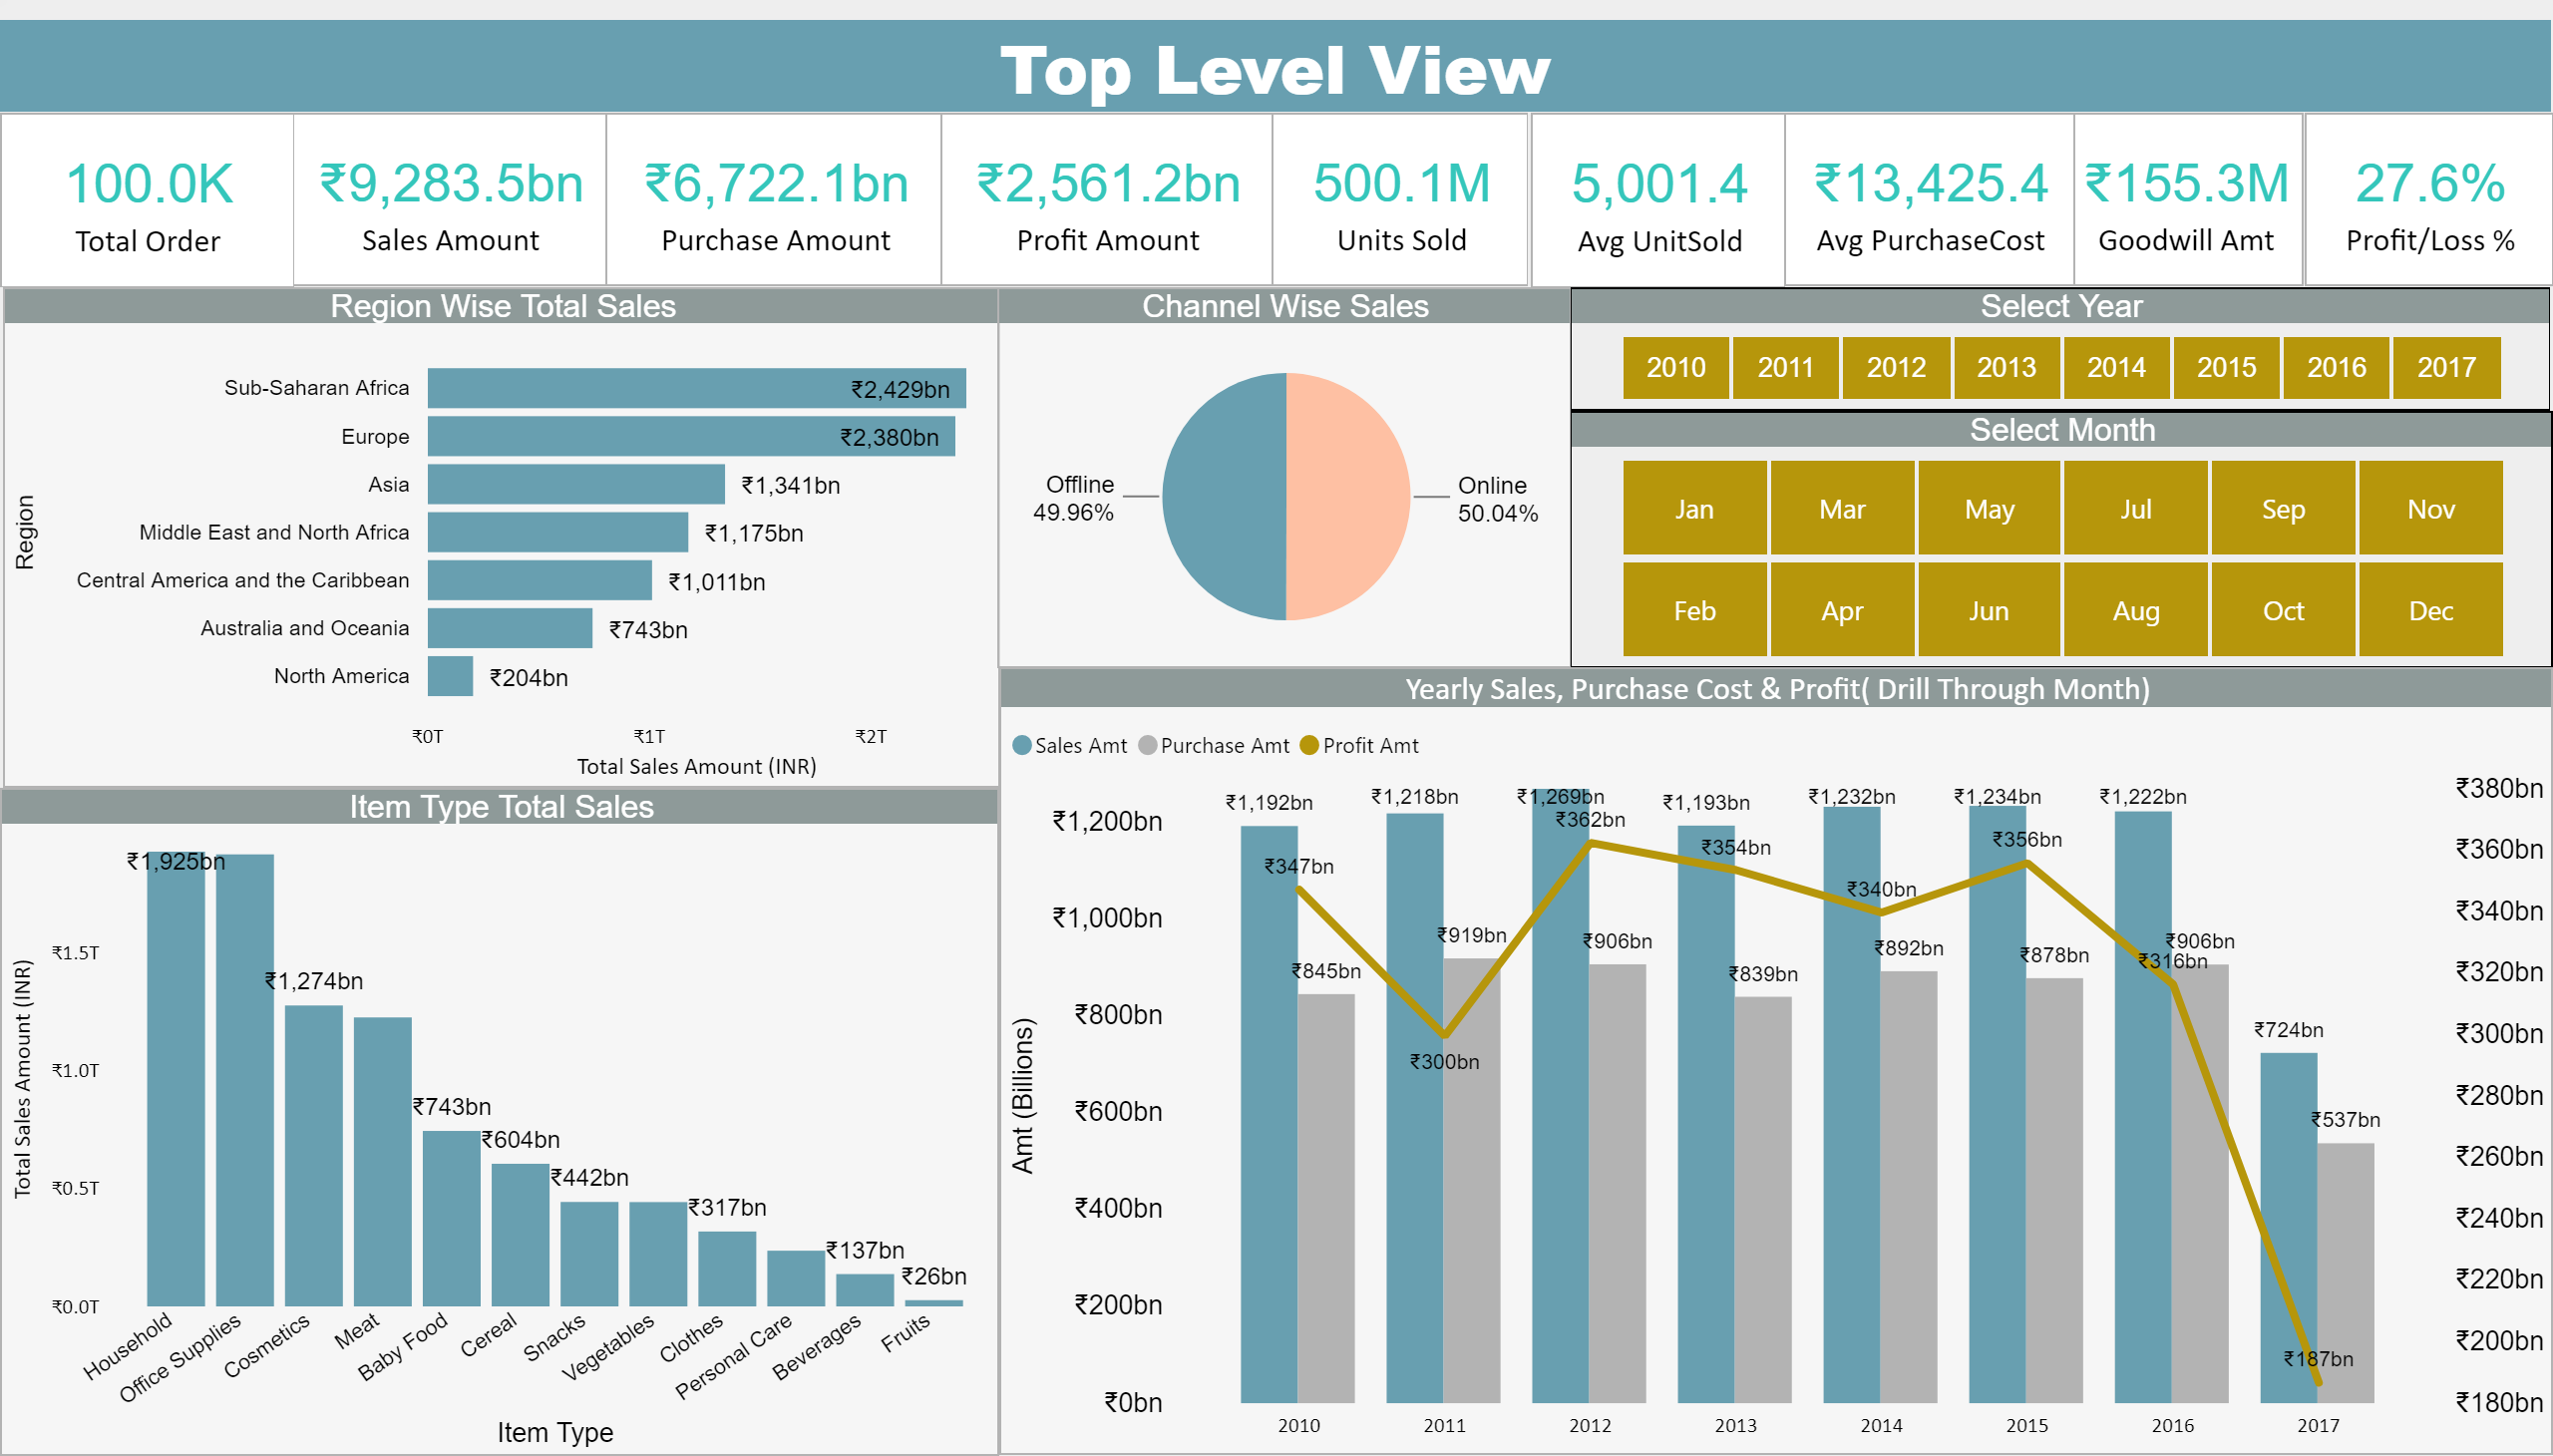 Top Level View
100.0K
Total Order
₹9,283.5bn
Sales Amount
₹6,722.1bn
Purchase Amount
₹2,561.2bn
Profit Amount
500.1M
Units Sold
5,001.4
Avg UnitSold
₹13,425.4
Avg PurchaseCost
₹155.3M
Goodwill Amt
27.6%
Profit/Loss %
Region Wise Total Sales
Region
Sub-Saharan Africa ₹2,429bn
Europe ₹2,380bn
Asia ₹1,341bn
Middle East and North Africa ₹1,175bn
Central America and the Caribbean ₹1,011bn
Australia and Oceania ₹743bn
North America ₹204bn
₹0T ₹1T ₹2T
Total Sales Amount (INR)
Channel Wise Sales
Offline
49.96%
Online
50.04%
Select Year
2010 2011 2012 2013 2014 2015 2016 2017
Select Month
Jan Mar May Jul Sep Nov
Feb Apr Jun Aug Oct Dec
Item Type Total Sales
Total Sales Amount (INR)
₹1.5T
₹1.0T
₹0.5T
₹0.0T
₹1,925bn
₹1,274bn
₹743bn
₹604bn
₹442bn
₹317bn
₹137bn
₹26bn
Household
Office Supplies
Cosmetics
Meat
Baby Food
Cereal
Snacks
Vegetables
Clothes
Personal Care
Beverages
Fruits
Item Type
Yearly Sales, Purchase Cost & Profit( Drill Through Month)
Sales Amt Purchase Amt Profit Amt
Amt (Billions)
₹1,200bn
₹1,000bn
₹800bn
₹600bn
₹400bn
₹200bn
₹0bn
₹1,192bn ₹1,218bn ₹1,269bn ₹1,193bn ₹1,232bn ₹1,234bn ₹1,222bn ₹724bn
₹347bn ₹300bn ₹362bn ₹354bn ₹340bn ₹356bn ₹316bn ₹187bn
₹845bn ₹919bn ₹906bn ₹839bn ₹892bn ₹878bn ₹906bn ₹537bn
2010 2011 2012 2013 2014 2015 2016 2017
₹380bn
₹360bn
₹340bn
₹320bn
₹300bn
₹280bn
₹260bn
₹240bn
₹220bn
₹200bn
₹180bn